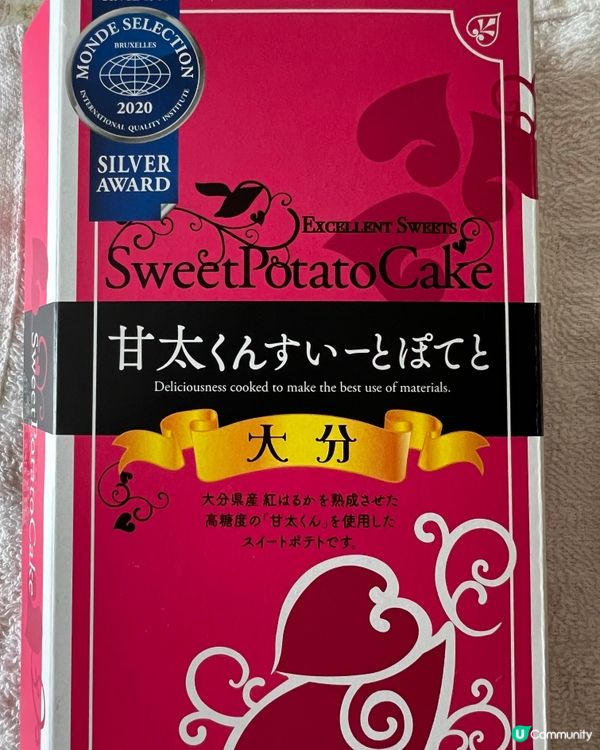 MONDE SELECTION
BRUXELLES
2020
INTERNATIONAL QUALITY INSTITUTE
SILVER
AWARD
EXCELLENT SWEETS
SweetPotatoCake
甘太くんすいーとぽてと
Deliciousness cooked to make the best use of materials.
大分
大分県産 紅はるかを熟成させた
高糖度の「甘太くん」を使用した
スイートポテトです。
SweetPotatoCake
U Community